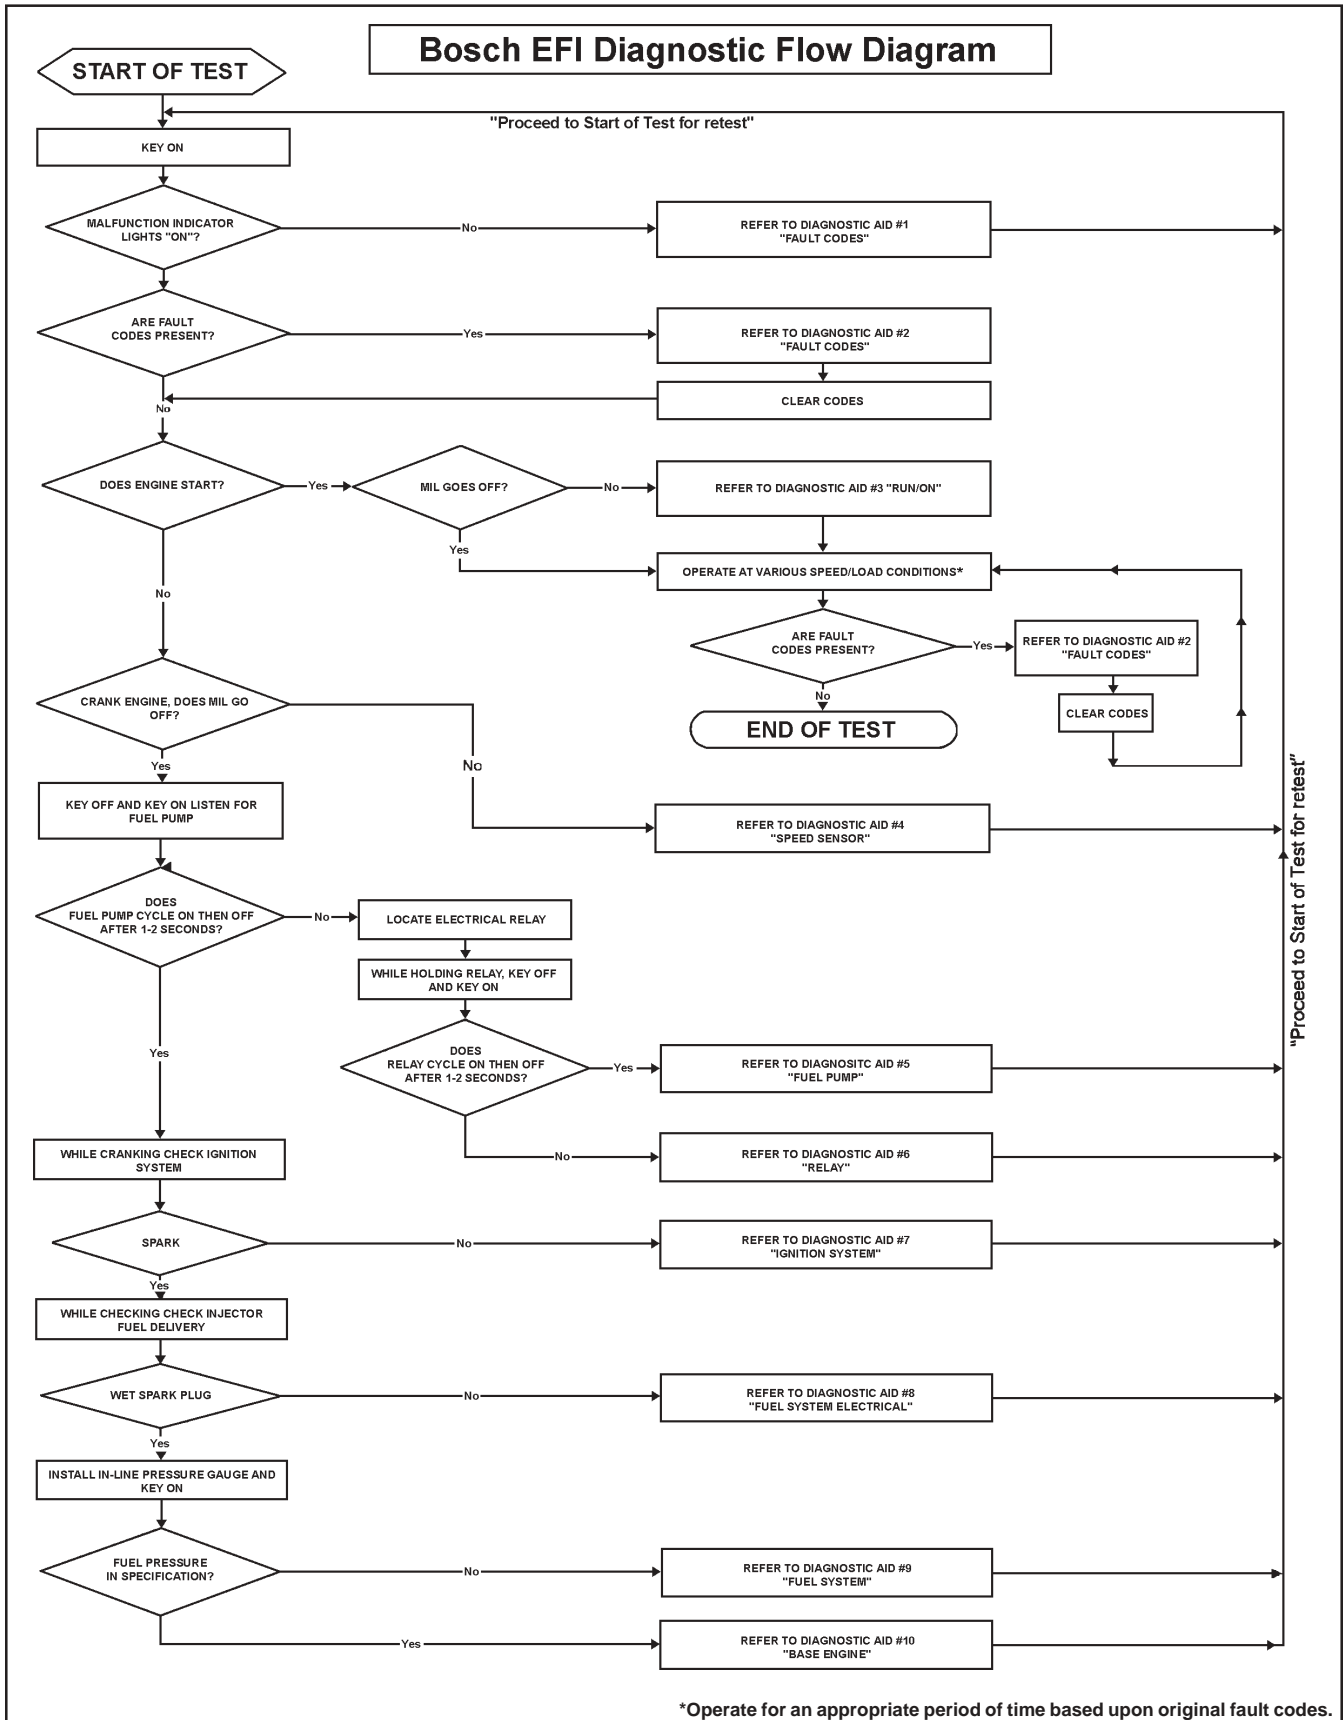 Bosch EFI Diagnostic Flow Diagram
START OF TEST
"Proceed to Start of Test for retest"
KEY ON
MALFUNCTION INDICATOR
LIGHTS "ON"?
No
REFER TO DIAGNOSTIC AID #1
"FAULT CODES"
ARE FAULT
CODES PRESENT?
Yes
REFER TO DIAGNOSTIC AID #2
"FAULT CODES"
CLEAR CODES
No
DOES ENGINE START?
Yes
MIL GOES OFF?
No
REFER TO DIAGNOSTIC AID #3 "RUN/ON"
Yes
OPERATE AT VARIOUS SPEED/LOAD CONDITIONS*
No
ARE FAULT
CODES PRESENT?
Yes
REFER TO DIAGNOSTIC AID #2
"FAULT CODES"
No
CLEAR CODES
END OF TEST
CRANK ENGINE, DOES MIL GO
OFF?
Yes
No
KEY OFF AND KEY ON LISTEN FOR
FUEL PUMP
REFER TO DIAGNOSTIC AID #4
"SPEED SENSOR"
"Proceed to Start of Test for retest"
DOES
FUEL PUMP CYCLE ON THEN OFF
AFTER 1-2 SECONDS?
No
LOCATE ELECTRICAL RELAY
WHILE HOLDING RELAY, KEY OFF
AND KEY ON
Yes
DOES
RELAY CYCLE ON THEN OFF
AFTER 1-2 SECONDS?
Yes
REFER TO DIAGNOSITC AID #5
"FUEL PUMP"
WHILE CRANKING CHECK IGNITION
SYSTEM
No
REFER TO DIAGNOSTIC AID #6
"RELAY"
SPARK
No
REFER TO DIAGNOSTIC AID #7
"IGNITION SYSTEM"
Yes
WHILE CHECKING CHECK INJECTOR
FUEL DELIVERY
WET SPARK PLUG
No
REFER TO DIAGNOSTIC AID #8
"FUEL SYSTEM ELECTRICAL"
Yes
INSTALL IN-LINE PRESSURE GAUGE AND
KEY ON
FUEL PRESSURE
IN SPECIFICATION?
No
REFER TO DIAGNOSTIC AID #9
"FUEL SYSTEM"
Yes
REFER TO DIAGNOSTIC AID #10
"BASE ENGINE"
*Operate for an appropriate period of time based upon original fault codes.